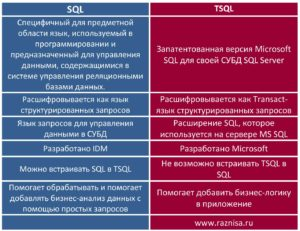 SQL
TSQL
Специфичный для предметной
области язык, используемый в
программировании и
предназначенный для управления
данными, содержащимися в
системе управления реляционными
базами данных.
Запатентованная версия Microsoft
SQL для своей СУБД SQL Server
Расшифровывается как язык
структурированных запросов
Расшифровывается как Transact-
язык структурированных запросов
Язык запросов для управления
данными в СУБД
Расширение SQL, которое
используется на сервере MS SQL
Разработано IDM
Разработано Microsoft
Можно встраивать SQL в TSQL
Не возможно встраивать TSQL в
SQL
Помогает обрабатывать и помогает
добавлять бизнес-анализ данных с
помощью простых запросов
Помогает добавить бизнес-логику
в приложение
www.raznisa.ru